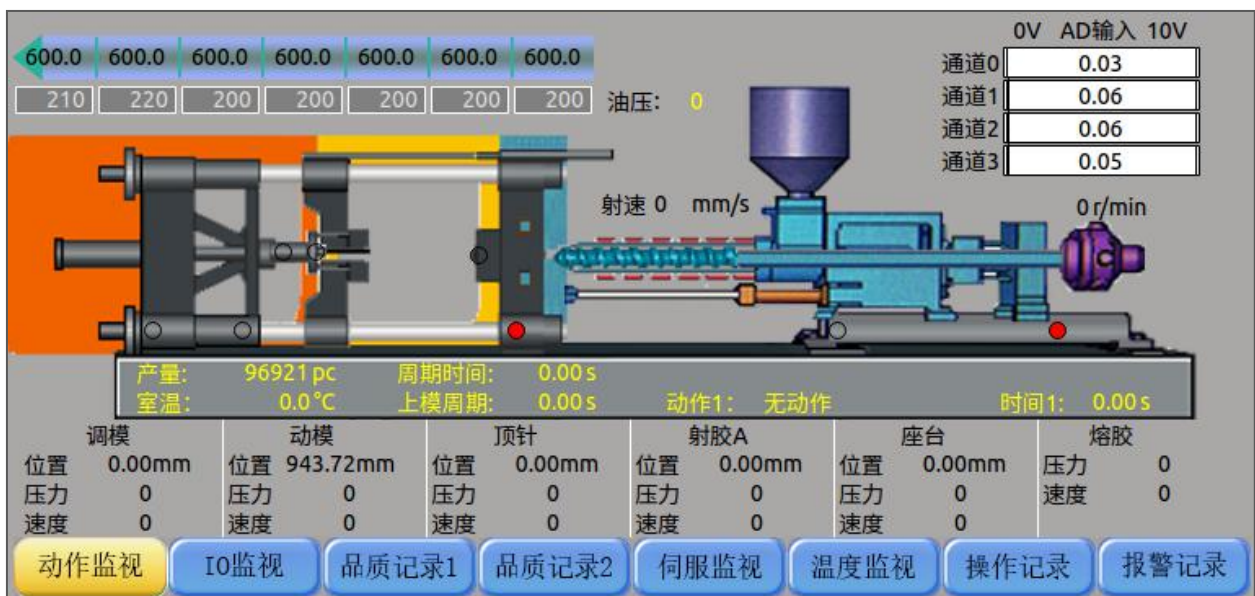 0V AD输入 10V
600.0 600.0 600.0 600.0 600.0 600.0 600.0
通道0 0.03
210 220 200 200 200 200 200 油压: 0
通道1 0.06
通道2 0.06
通道3 0.05
射速 0 mm/s
0 r/min
产量: 96921 pc 周期时间: 0.00 s
室温: 0.0℃ 上模周期: 0.00 s 动作1: 无动作 时间1: 0.00 s
调模 动模 顶针 射胶A 座台 熔胶
位置 0.00mm 位置 943.72mm 位置 0.00mm 位置 0.00mm 位置 0.00mm 压力 0
压力 0 压力 0 压力 0 压力 0 压力 0 速度 0
速度 0 速度 0 速度 0 速度 0 速度 0
动作监视 IO监视 品质记录1 品质记录2 伺服监视 温度监视 操作记录 报警记录